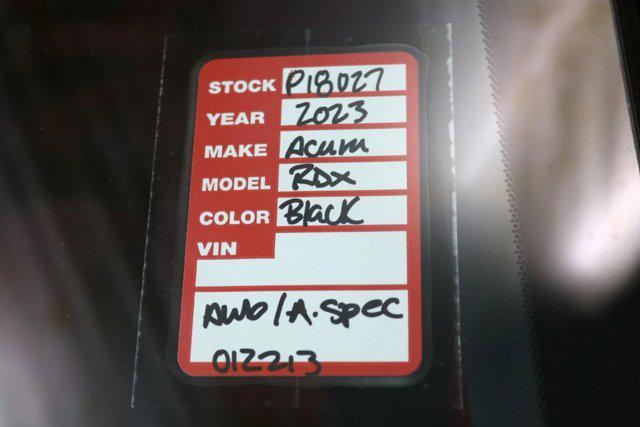 STOCK P18027
YEAR 2023
MAKE Acura
MODEL RDX
COLOR Black
VIN
AWD/A.Spec
012213